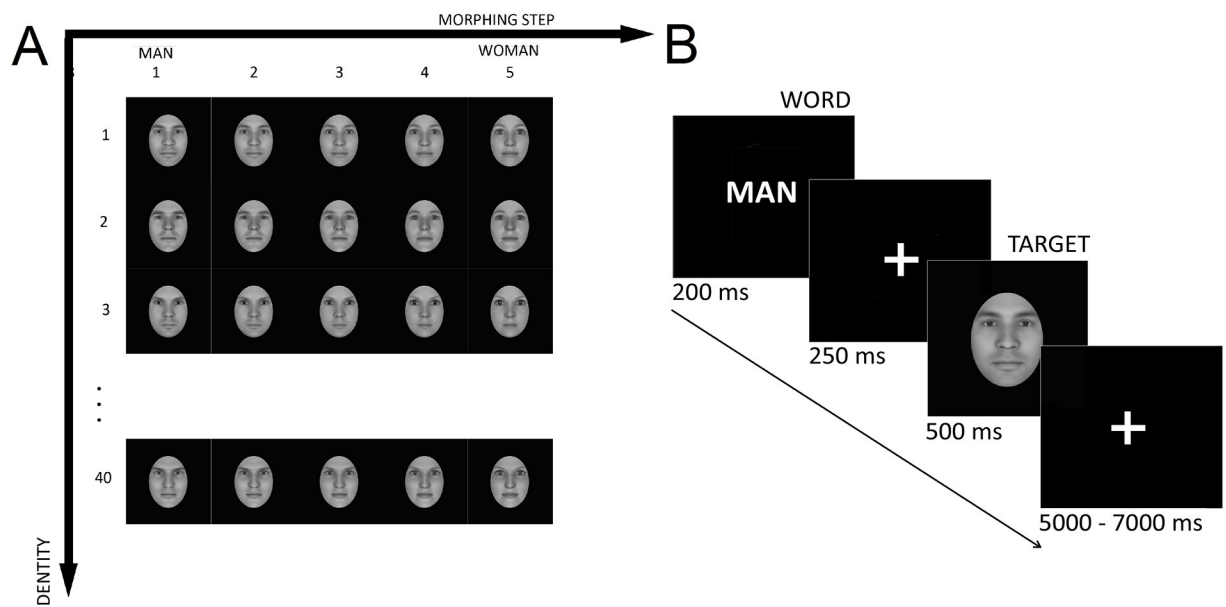 A
MORPHING STEP
MAN WOMAN
1 2 3 4 5
1
2
3
40
DENTITY
B
WORD
MAN
200 ms
250 ms
TARGET
500 ms
5000 - 7000 ms